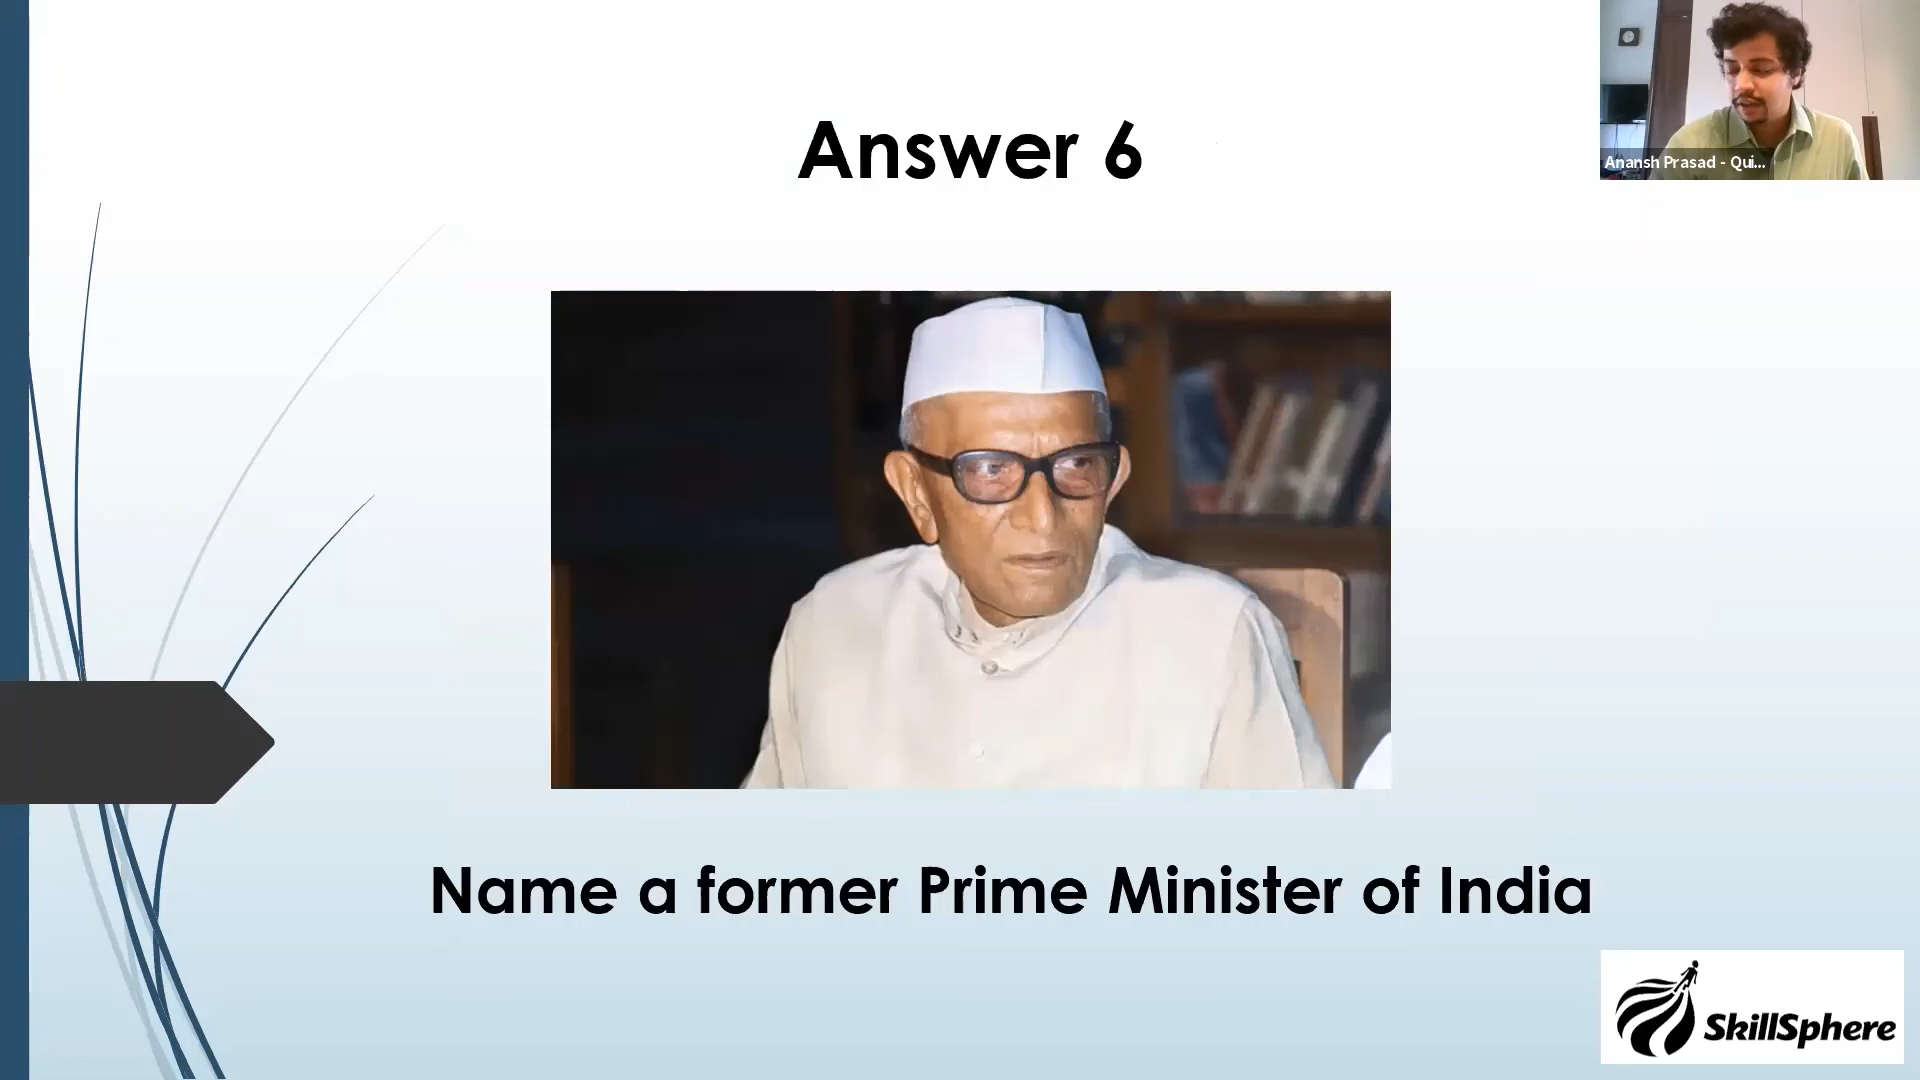 Answer 6
Anansh Prasad - Qui...
Name a former Prime Minister of India
SkillSphere